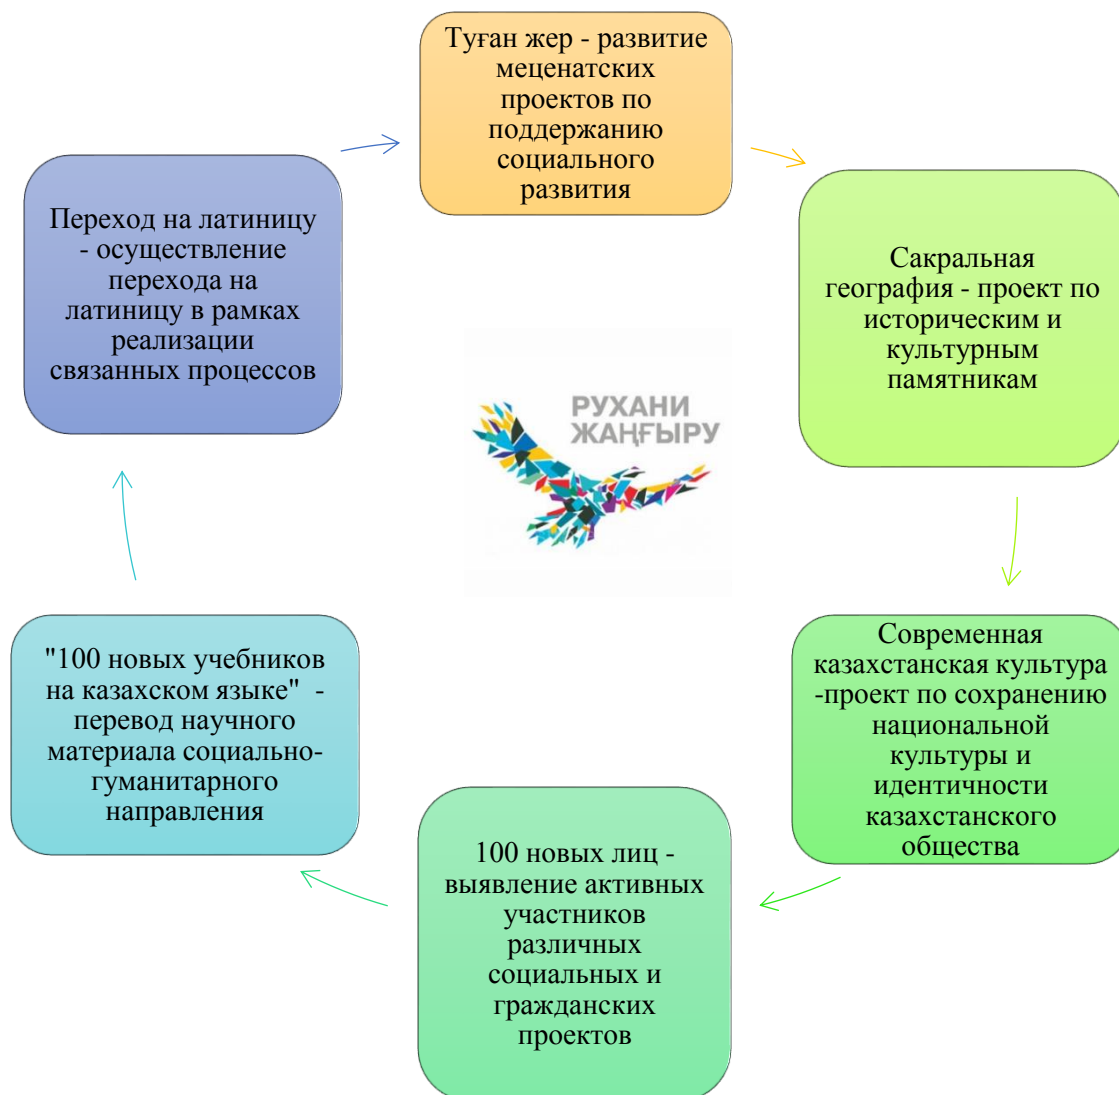 Туған жер - развитие
меценатских
проектов по
поддержанию
социального
развития
Сакральная
география - проект по
историческим и
культурным
памятникам
Современная
казахстанская культура
-проект по сохранению
национальной
культуры и
идентичности
казахстанского
общества
100 новых лиц -
выявление активных
участников
различных
социальных и
гражданских
проектов
"100 новых учебников
на казахском языке"  -
перевод научного
материала социально-
гуманитарного
направления
Переход на латиницу
- осуществление
перехода на
латиницу в рамках
реализации
связанных процессов
РУХАНИ
ЖАҢҒЫРУ